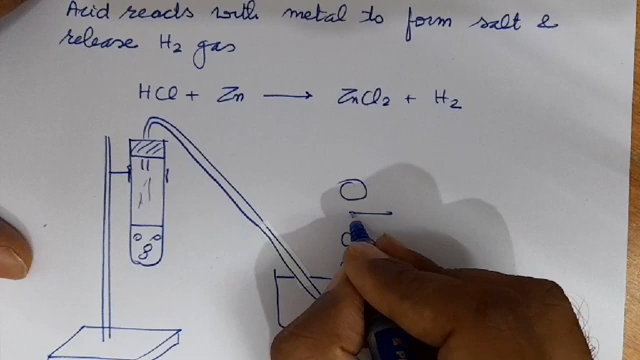 Acid reacts with metal to form salt &
release H₂ gas
HCl + Zn ⟶ ZnCl₂ + H₂